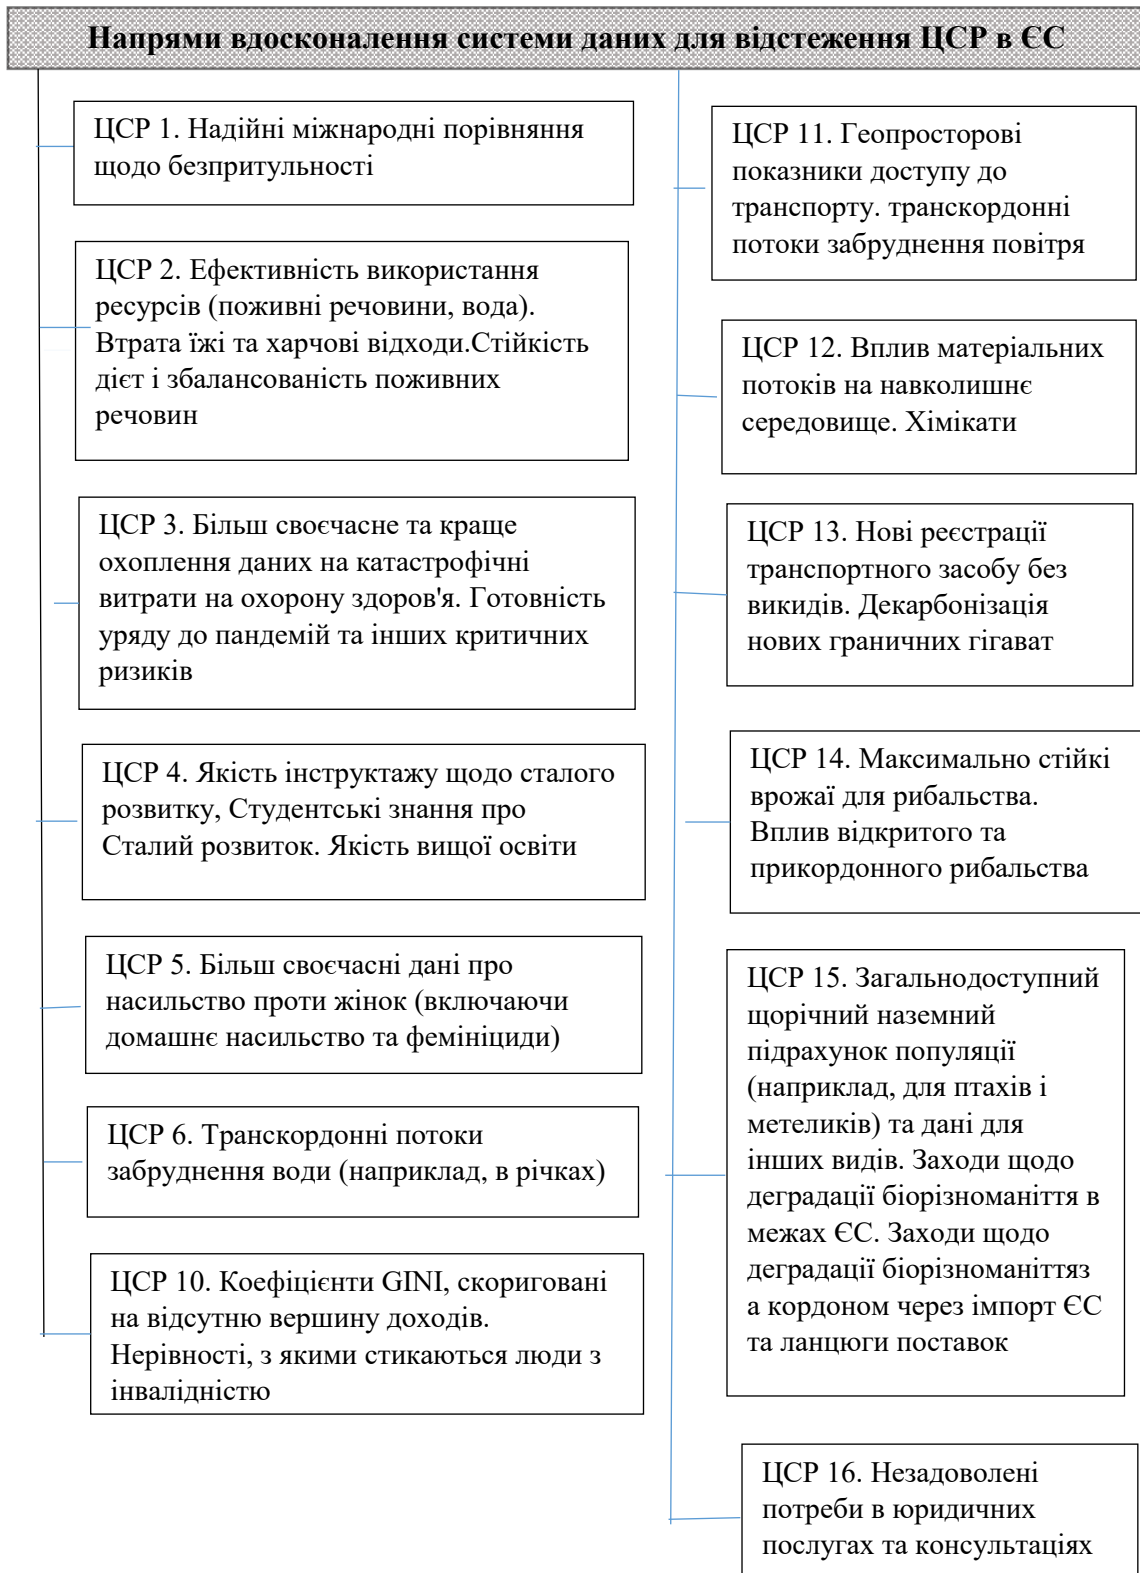 Напрями вдосконалення системи даних для відстеження ЦСР в ЄС
ЦСР 1. Надійні міжнародні порівняння
щодо безпритульності
ЦСР 2. Ефективність використання
ресурсів (поживні речовини, вода).
Втрата їжі та харчові відходи.Стійкість
дієт і збалансованість поживних
речовин
ЦСР 3. Більш своєчасне та краще
охоплення даних на катастрофічні
витрати на охорону здоров'я. Готовність
уряду до пандемій та інших критичних
ризиків
ЦСР 4. Якість інструктажу щодо сталого
розвитку, Студентські знання про
Сталий розвиток. Якість вищої освіти
ЦСР 5. Більш своєчасні дані про
насильство проти жінок (включаючи
домашнє насильство та фемініциди)
ЦСР 6. Транскордонні потоки
забруднення води (наприклад, в річках)
ЦСР 10. Коефіцієнти GINI, скориговані
на відсутню вершину доходів.
Нерівності, з якими стикаються люди з
інвалідністю
ЦСР 11. Геопросторові
показники доступу до
транспорту. транскордонні
потоки забруднення повітря
ЦСР 12. Вплив матеріальних
потоків на навколишнє
середовище. Хімікати
ЦСР 13. Нові реєстрації
транспортного засобу без
викидів. Декарбонізація
нових граничних гігават
ЦСР 14. Максимально стійкі
врожаї для рибальства.
Вплив відкритого та
прикордонного рибальства
ЦСР 15. Загальнодоступний
щорічний наземний
підрахунок популяції
(наприклад, для птахів і
метеликів) та дані для
інших видів. Заходи щодо
деградації біорізноманіття в
межах ЄС. Заходи щодо
деградації біорізноманіттяз
а кордоном через імпорт ЄС
та ланцюги поставок
ЦСР 16. Незадоволені
потреби в юридичних
послугах та консультаціях